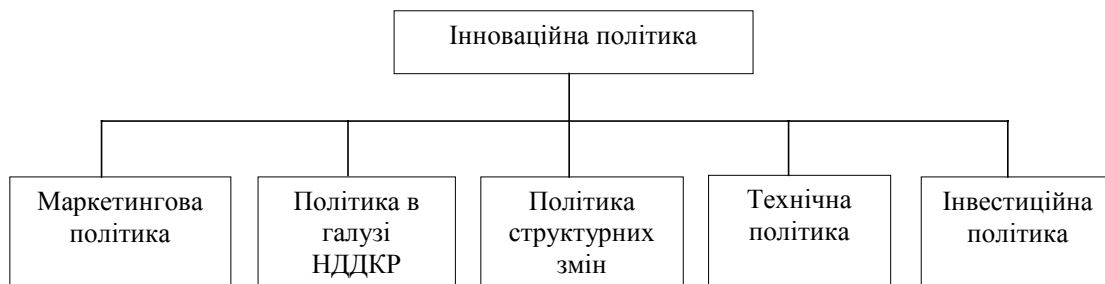 Інноваційна політика
Маркетингова
політика
Політика в
галузі
НДДКР
Політика
структурних
змін
Технічна
політика
Інвестиційна
політика